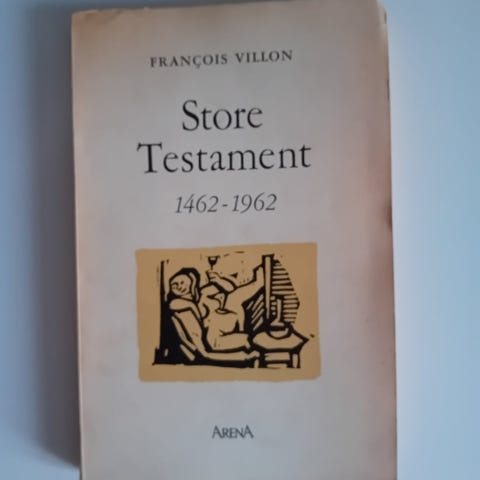 FRANÇOIS VILLON
Store
Testament
1462-1962
ARENA